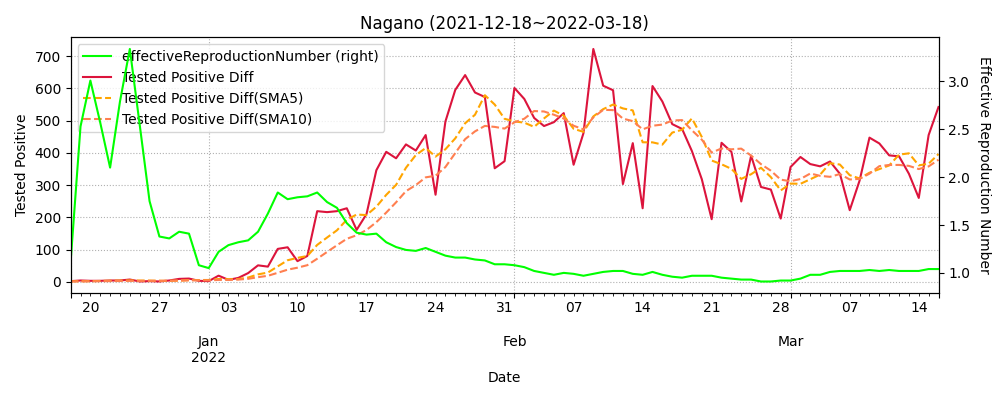 Nagano (2021-12-18~2022-03-18)
effectiveReproductionNumber (right)
Tested Positive Diff
Tested Positive Diff(SMA5)
Tested Positive Diff(SMA10)
Tested Positive
700
600
500
400
300
200
100
0
3.0
2.5
2.0
1.5
1.0
Effective Reproduction Number
20 27 03 10 17 24 31 07 14 21 28 07 14
Jan Feb Mar
2022
Date